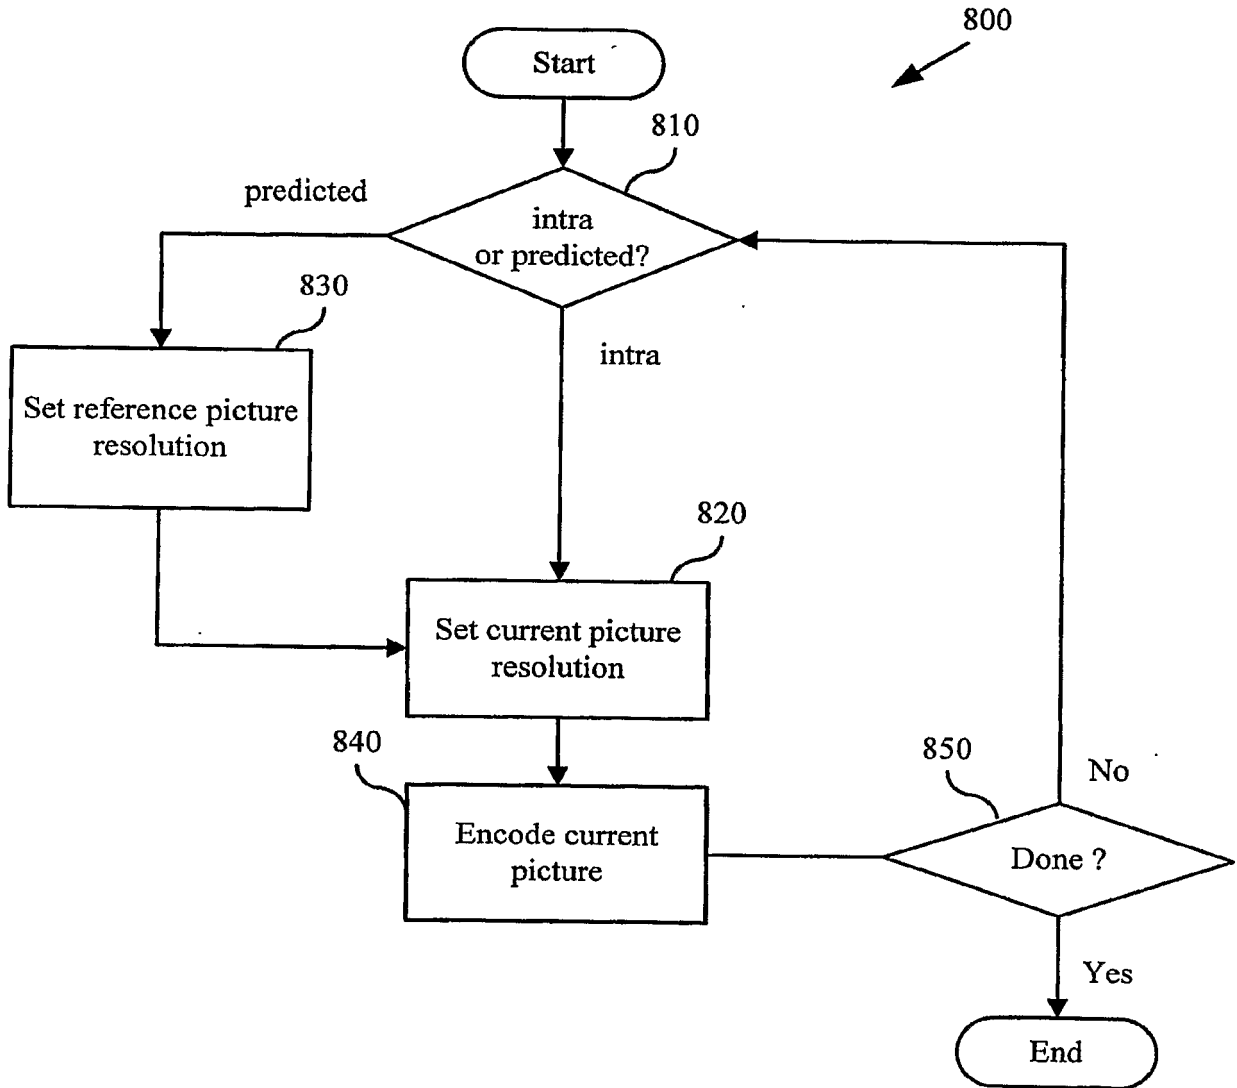 800
Start
810
predicted
intra
or predicted?
830
intra
Set reference picture
resolution
820
Set current picture
resolution
840
850
No
Encode current
picture
Done ?
Yes
End